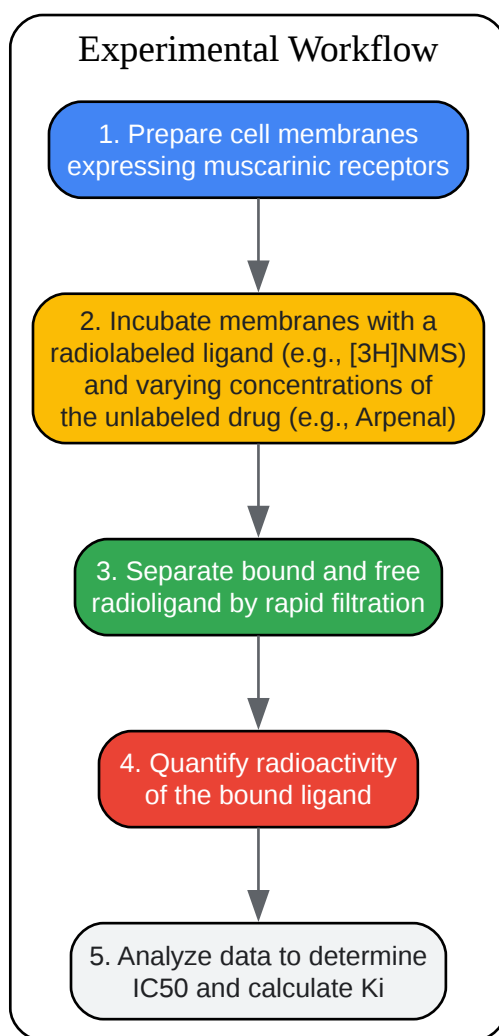 Experimental Workflow
1. Prepare cell membranes
expressing muscarinic receptors
2. Incubate membranes with a
radiolabeled ligand (e.g., [3H]NMS)
and varying concentrations of
the unlabeled drug (e.g., Arpenal)
3. Separate bound and free
radioligand by rapid filtration
4. Quantify radioactivity
of the bound ligand
5. Analyze data to determine
IC50 and calculate Ki